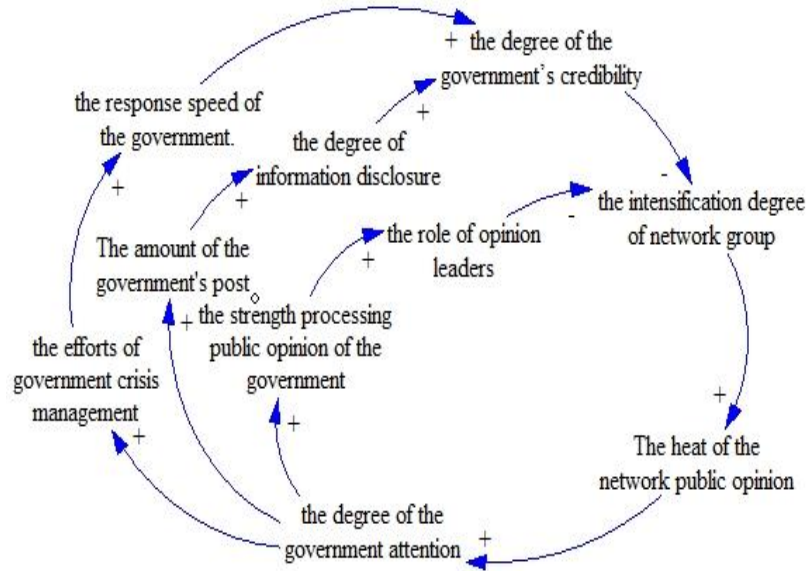 + the degree of the
government's credibility
the response speed of
the government.
+
+
the degree of
information disclosure
+
-
the intensification degree
of network group
-
the role of opinion
leaders
+
The amount of the
government's post
+
the strength processing
public opinion of the
government
+
the efforts of
government crisis
management
+
+
The heat of the
network public opinion
the degree of the
government attention
+